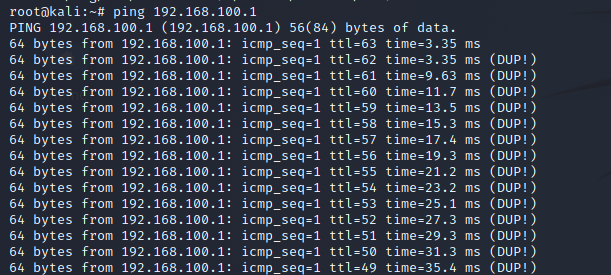 root@kali:~# ping 192.168.100.1
PING 192.168.100.1 (192.168.100.1) 56(84) bytes of data.
64 bytes from 192.168.100.1: icmp_seq=1 ttl=63 time=3.35 ms
64 bytes from 192.168.100.1: icmp_seq=1 ttl=62 time=3.35 ms (DUP!)
64 bytes from 192.168.100.1: icmp_seq=1 ttl=61 time=9.63 ms (DUP!)
64 bytes from 192.168.100.1: icmp_seq=1 ttl=60 time=11.7 ms (DUP!)
64 bytes from 192.168.100.1: icmp_seq=1 ttl=59 time=13.5 ms (DUP!)
64 bytes from 192.168.100.1: icmp_seq=1 ttl=58 time=15.3 ms (DUP!)
64 bytes from 192.168.100.1: icmp_seq=1 ttl=57 time=17.4 ms (DUP!)
64 bytes from 192.168.100.1: icmp_seq=1 ttl=56 time=19.3 ms (DUP!)
64 bytes from 192.168.100.1: icmp_seq=1 ttl=55 time=21.2 ms (DUP!)
64 bytes from 192.168.100.1: icmp_seq=1 ttl=54 time=23.2 ms (DUP!)
64 bytes from 192.168.100.1: icmp_seq=1 ttl=53 time=25.1 ms (DUP!)
64 bytes from 192.168.100.1: icmp_seq=1 ttl=52 time=27.3 ms (DUP!)
64 bytes from 192.168.100.1: icmp_seq=1 ttl=51 time=29.3 ms (DUP!)
64 bytes from 192.168.100.1: icmp_seq=1 ttl=50 time=31.3 ms (DUP!)
64 bytes from 192.168.100.1: icmp_seq=1 ttl=49 time=35.4 ms (DUP!)